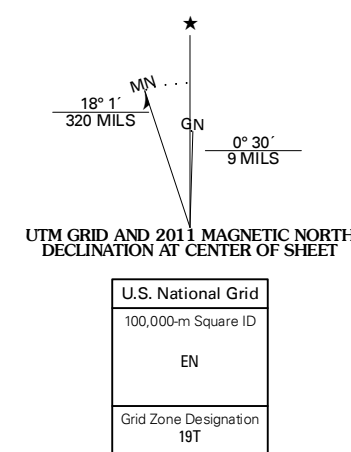 ★
MN
18° 1´
320 MILS
GN
0° 30´
9 MILS
UTM GRID AND 2011 MAGNETIC NORTH
DECLINATION AT CENTER OF SHEET
U.S. National Grid
100,000-m Square ID
EN
Grid Zone Designation
19T